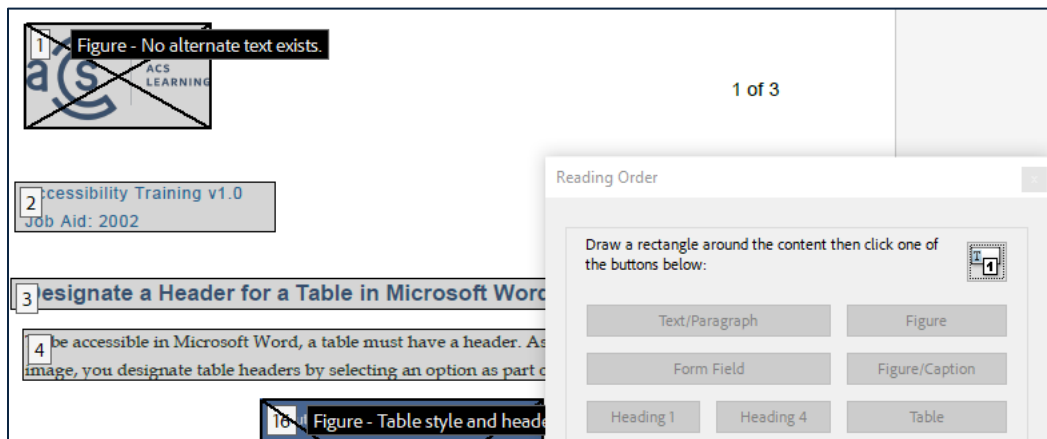 1
Figure - No alternate text exists.
acs
ACS
LEARNING
1 of 3
2
ccessibility Training v1.0
Job Aid: 2002
3
esignate a Header for a Table in Microsoft Word
4
be accessible in Microsoft Word, a table must have a header. As
image, you designate table headers by selecting an option as part o
16
Figure - Table style and heade
Reading Order
x
Draw a rectangle around the content then click one of
the buttons below:
1
Text/Paragraph
Figure
Form Field
Figure/Caption
Heading 1
Heading 4
Table